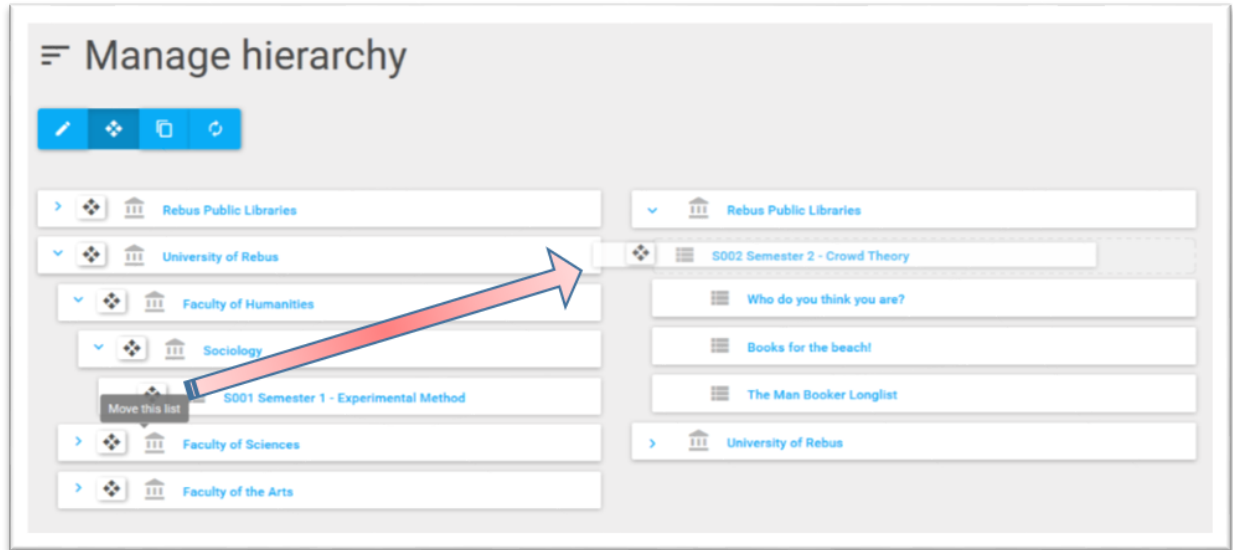 Manage hierarchy
Rebus Public Libraries
University of Rebus
Faculty of Humanities
Sociology
S001 Semester 1 - Experimental Method
Move this list
Faculty of Sciences
Faculty of the Arts
Rebus Public Libraries
S002 Semester 2 - Crowd Theory
Who do you think you are?
Books for the beach!
The Man Booker Longlist
University of Rebus